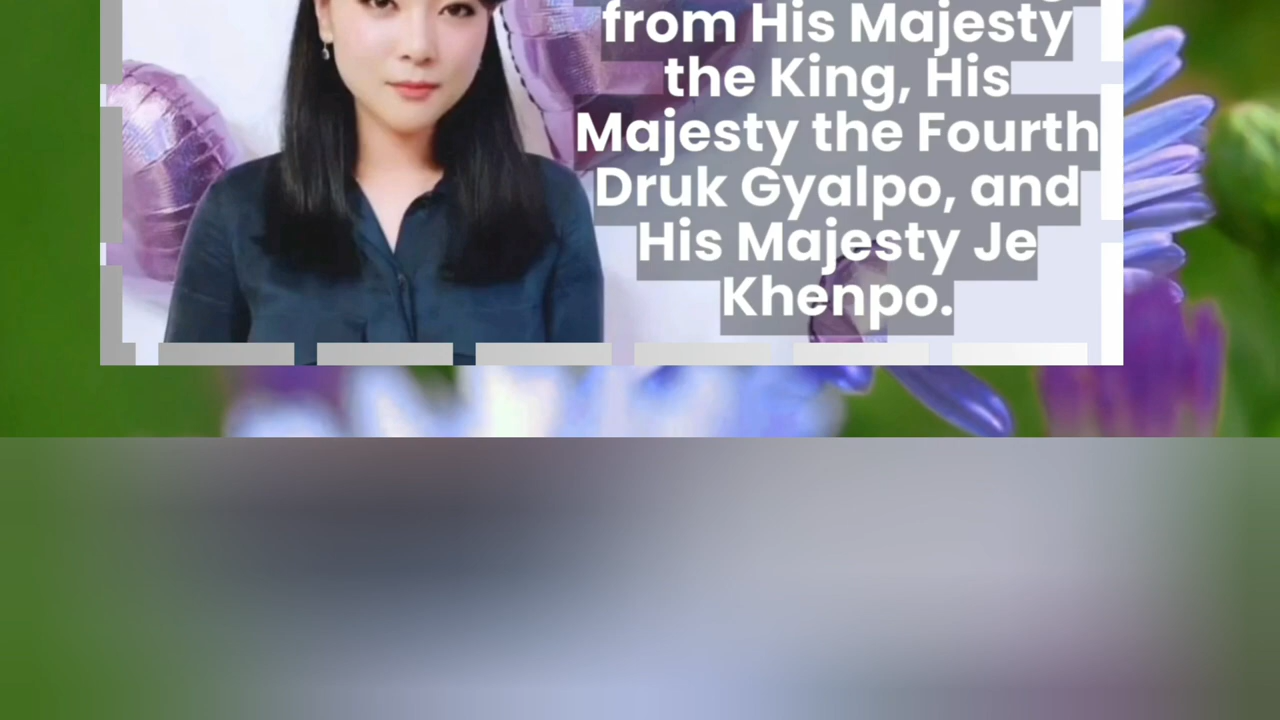 from His Majesty
the King, His
Majesty the Fourth
Druk Gyalpo, and
His Majesty Je
Khenpo.